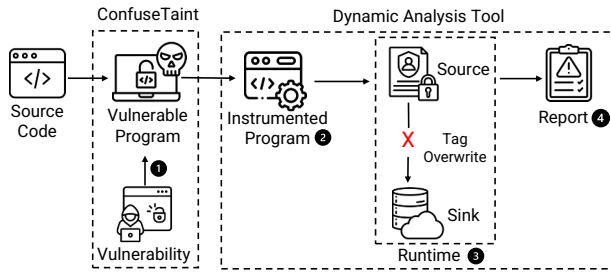 ConfuseTaint
Dynamic Analysis Tool
</>
Source
Code
</>
Vulnerable
Program
1
Vulnerability
</>
Instrumented
Program 2
Source
X
Tag
Overwrite
Sink
Runtime 3
Report 4